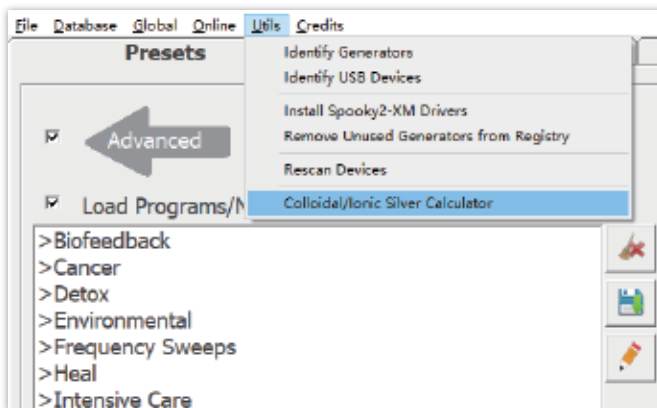 File Database Global Online Utils Credits
Presets
Identify Generators
Identify USB Devices
Install Spooky2-XM Drivers
Remove Unused Generators from Registry
Rescan Devices
Colloidal/Ionic Silver Calculator
Advanced
Load Programs/
>Biofeedback
>Cancer
>Detox
>Environmental
>Frequency Sweeps
>Heal
>Intensive Care